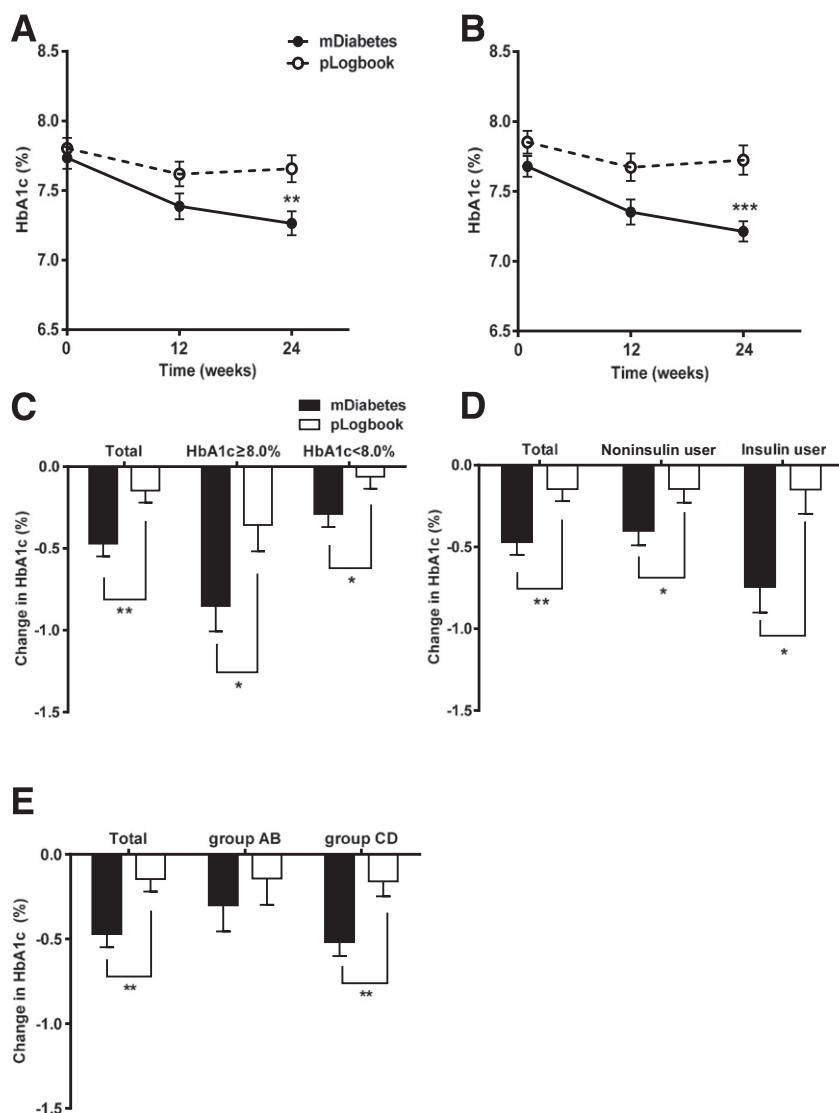 A
mDiabetes
pLogbook
8.5
8.0
7.5
7.0
6.5
HbA1c (%)
**
0 12 24
Time (weeks)
B
8.5
8.0
7.5
7.0
6.5
HbA1c (%)
***
0 12 24
Time (weeks)
C
mDiabetes
pLogbook
Total HbA1c≥8.0% HbA1c<8.0%
0.0
-0.5
-1.0
-1.5
Change in HbA1c (%)
**
*
*
D
Total Noninsulin user Insulin user
0.0
-0.5
-1.0
-1.5
Change in HbA1c (%)
**
*
*
E
Total group AB group CD
0.0
-0.5
-1.0
-1.5
Change in HbA1c (%)
**
**